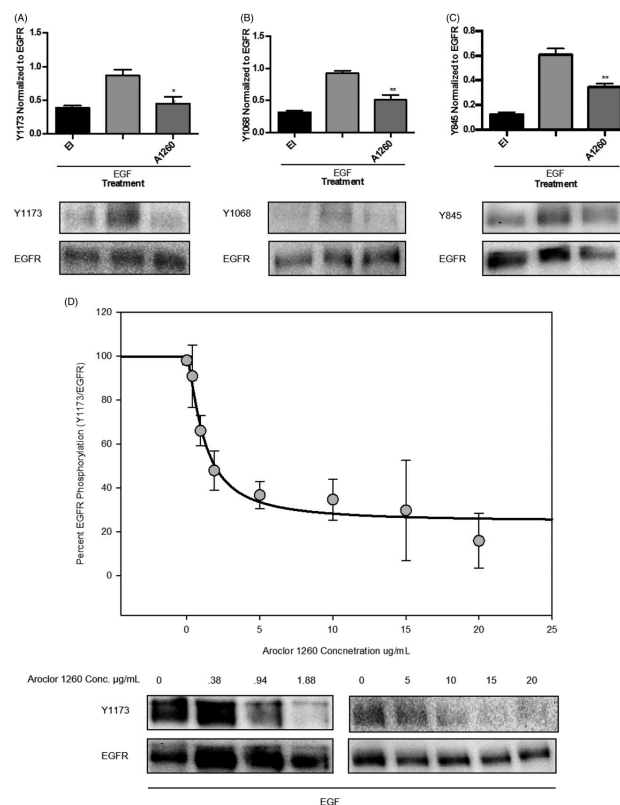 (A)
Y1173 Normalized to EGFR
1.5
1.0
0.5
0.0
EI
A1260
EGF
Treatment
Y1173
EGFR
(B)
Y1068 Normalized to EGFR
1.5
1.0
0.5
0.0
EI
A1260
**
EGF
Treatment
Y1068
EGFR
(C)
Y845 Normalized to EGFR
0.8
0.6
0.4
0.2
0.0
EI
A1260
**
EGF
Treatment
Y845
EGFR
(D)
Percent EGFR Phosphorylation (Y1173/EGFR)
120
100
80
60
40
20
0
0 5 10 15 20 25
Aroclor 1260 Concnetration ug/mL
Aroclor 1260 Conc. µg/mL 0 .38 .94 1.88 0 5 10 15 20
Y1173
EGFR
EGF